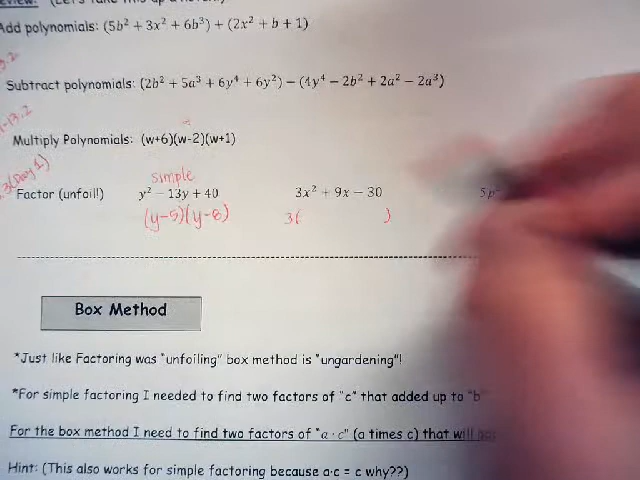 Add polynomials: (5b² + 3x² + 6b³) + (2x² + b + 1)
Subtract polynomials: (2b² + 5a³ + 6y⁴ + 6y²) − (4y⁴ − 2b² + 2a² − 2a³)
Multiply Polynomials: (w+6)(w-2)(w+1)
simple
Factor (unfoil!) y² − 13y + 40 3x² + 9x − 30 5p
(y-5)(y-8) 3( )
Box Method
*Just like Factoring was "unfoiling" box method is "ungardening"!
*For simple factoring I needed to find two factors of "c" that added up to "b"
For the box method I need to find two factors of "a · c" (a times c) that will
Hint: (This also works for simple factoring because a·c = c why??)